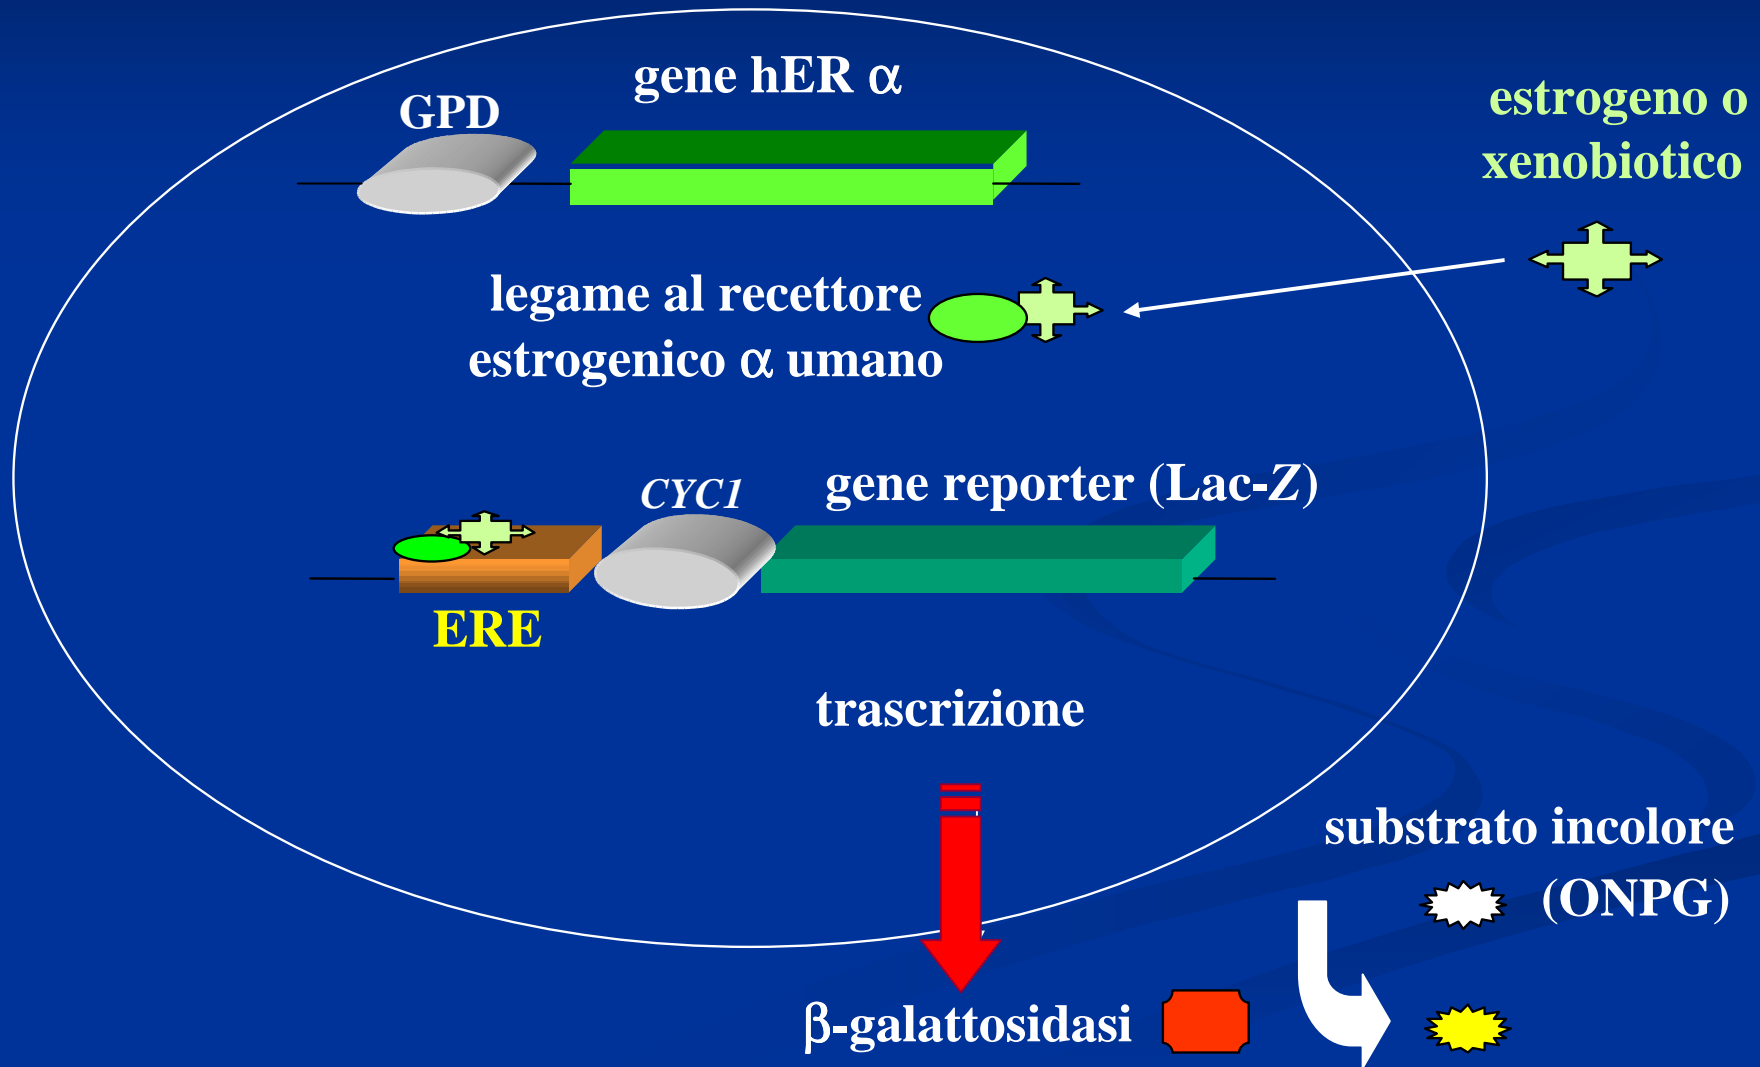 gene hER α
GPD
estrogeno o
xenobiotico
legame al recettore
estrogenico α umano
CYC1
gene reporter (Lac-Z)
ERE
trascrizione
substrato incolore
(ONPG)
β-galattosidasi